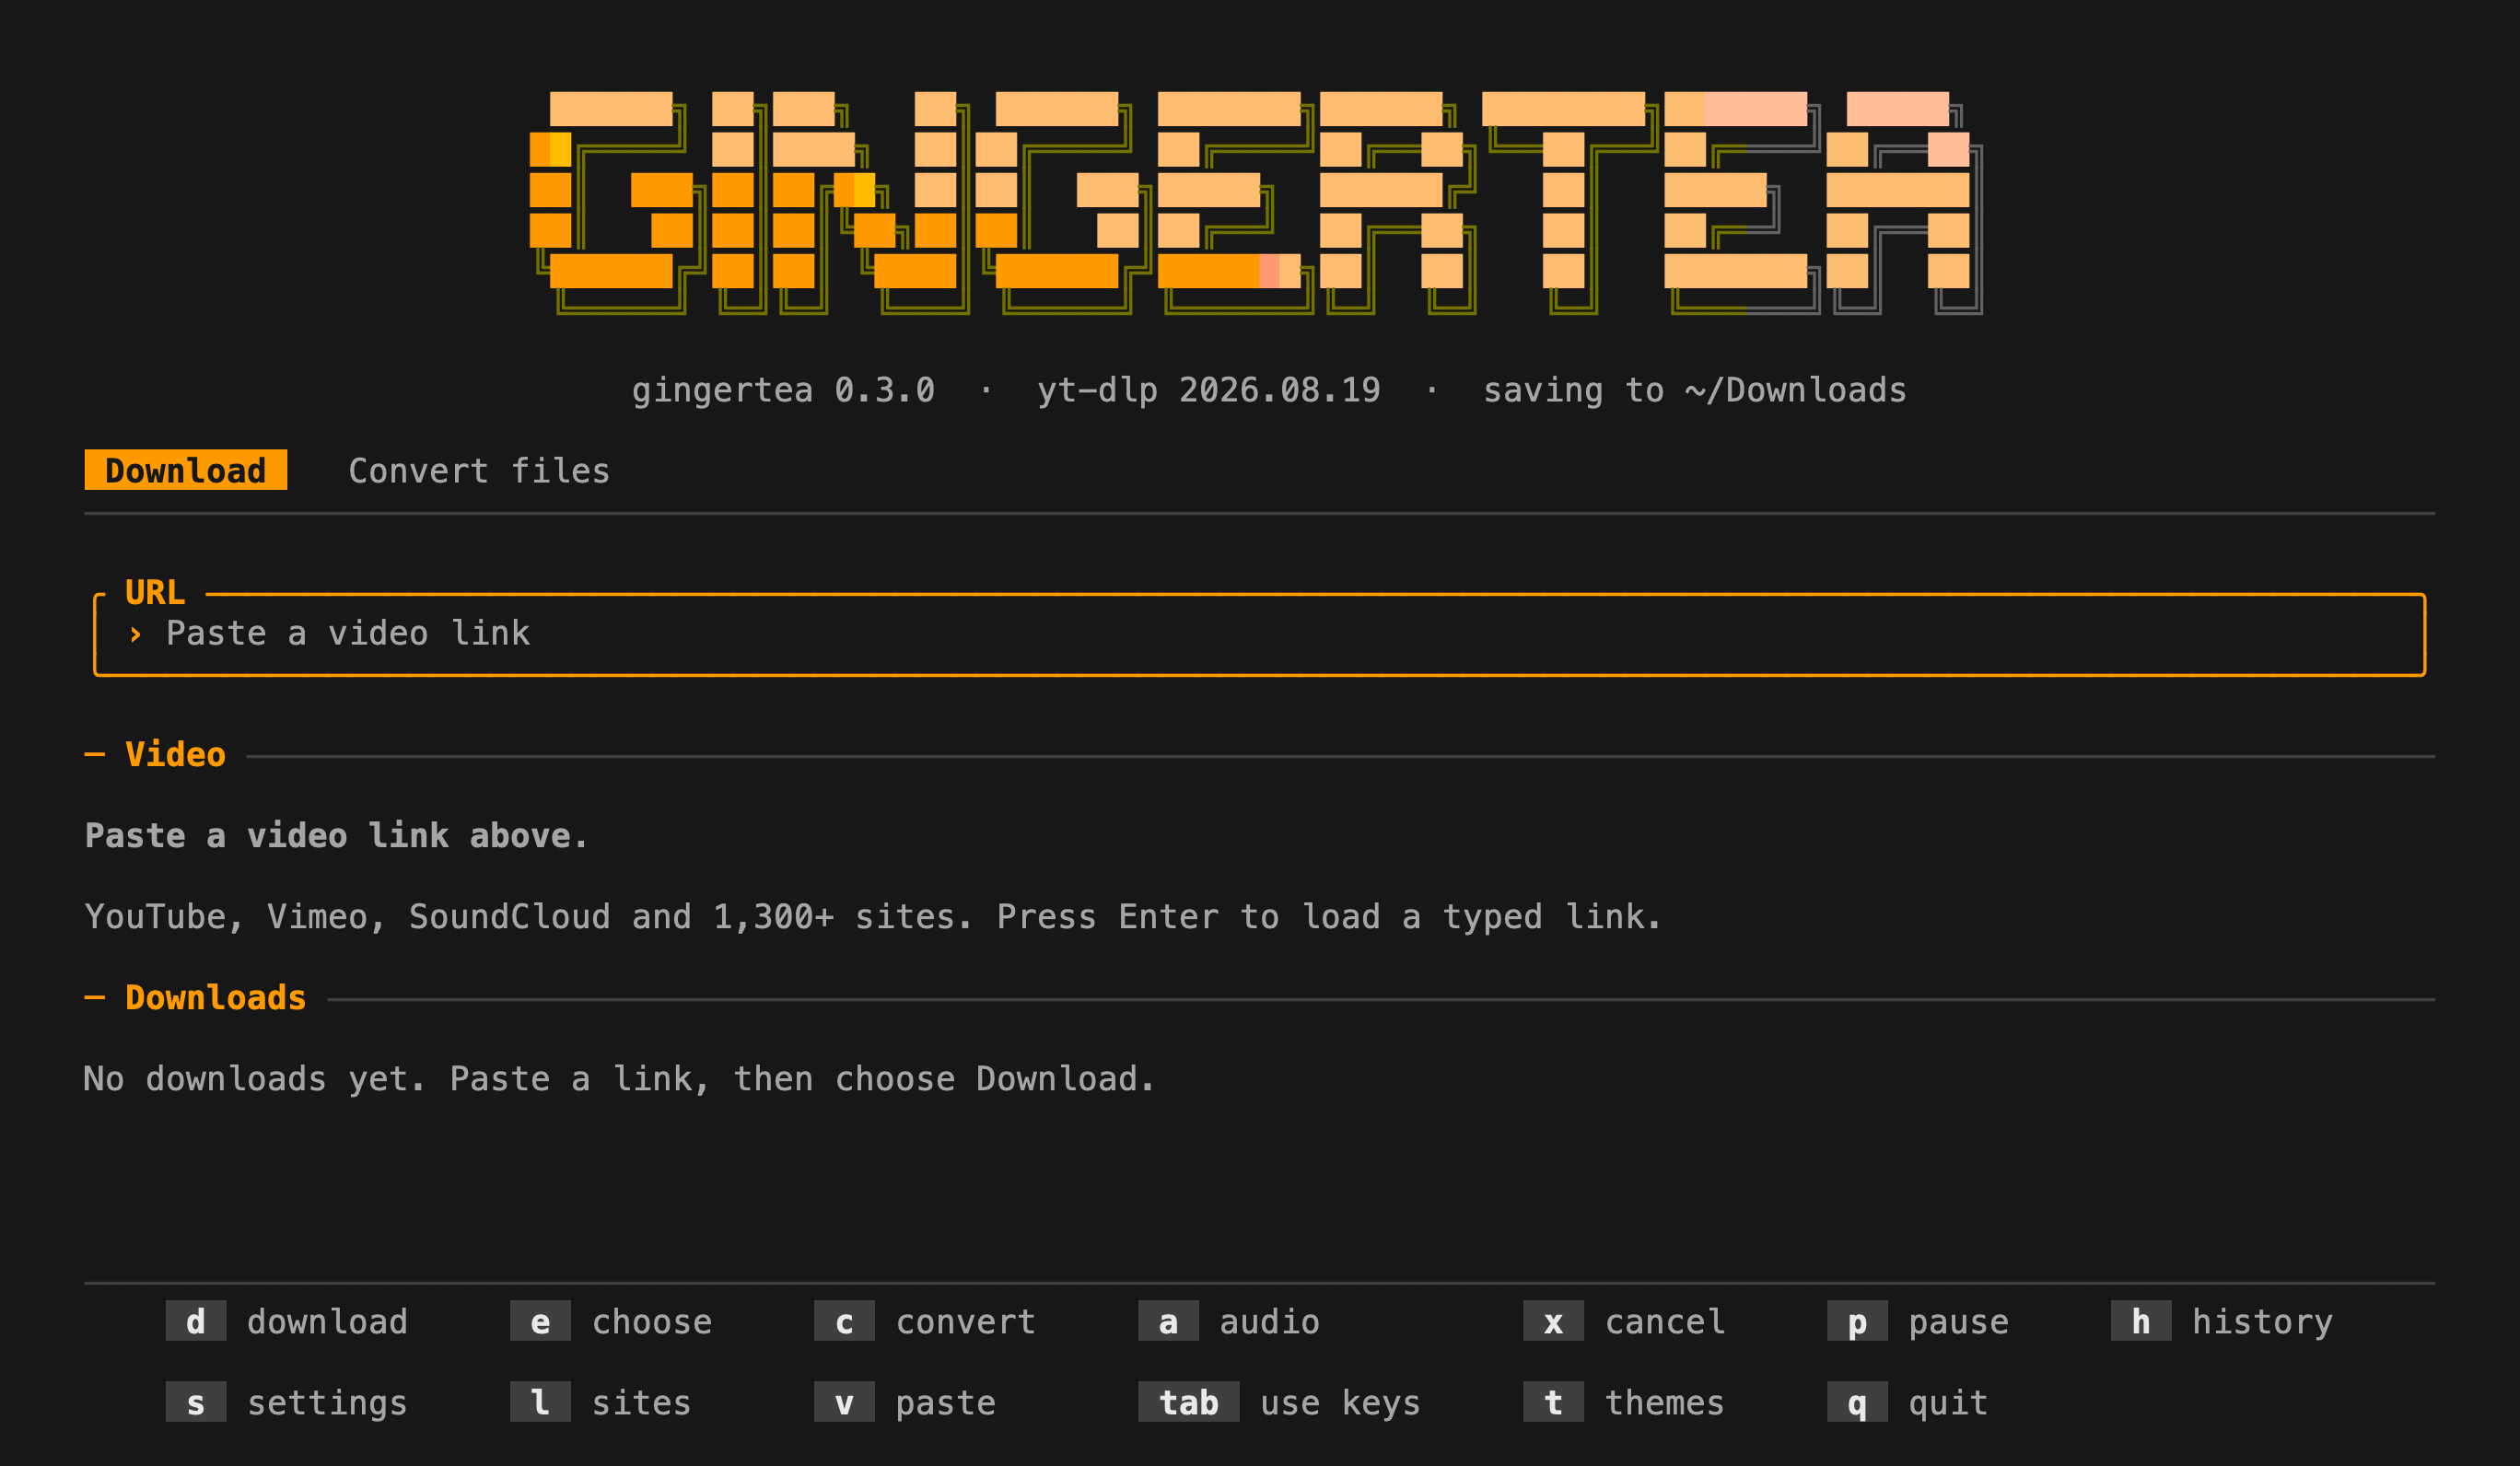 GINGERTEA
gingertea 0.3.0 · yt-dlp 2026.08.19 · saving to ~/Downloads
Download Convert files
URL
› Paste a video link
Video
Paste a video link above.
YouTube, Vimeo, SoundCloud and 1,300+ sites. Press Enter to load a typed link.
Downloads
No downloads yet. Paste a link, then choose Download.
d download e choose c convert a audio x cancel p pause h history
s settings l sites v paste tab use keys t themes q quit